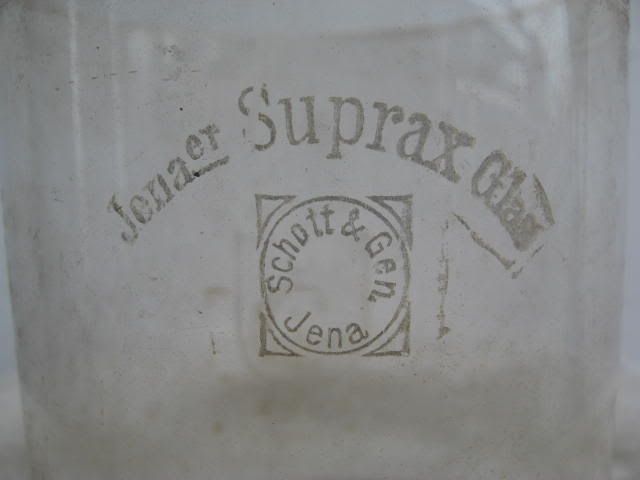 Jenaer Suprax Glas
Schott & Gen.
Jena